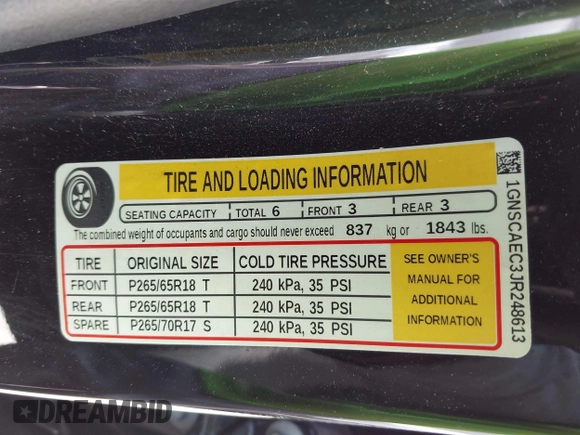 TIRE AND LOADING INFORMATION
SEATING CAPACITY TOTAL 6 FRONT 3 REAR 3
The combined weight of occupants and cargo should never exceed 837 kg or 1843 lbs.
TIRE ORIGINAL SIZE COLD TIRE PRESSURE
FRONT P265/65R18 T 240 kPa, 35 PSI
REAR P265/65R18 T 240 kPa, 35 PSI
SPARE P265/70R17 S 240 kPa, 35 PSI
SEE OWNER'S
MANUAL FOR
ADDITIONAL
INFORMATION
1GNSCAEC3JR248613
DREAMBID